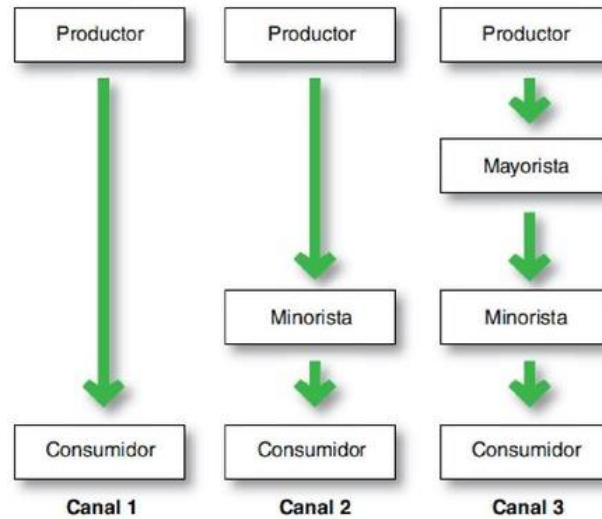 Productor
Productor
Productor
Mayorista
Minorista
Minorista
Consumidor
Consumidor
Consumidor
Canal 1
Canal 2
Canal 3